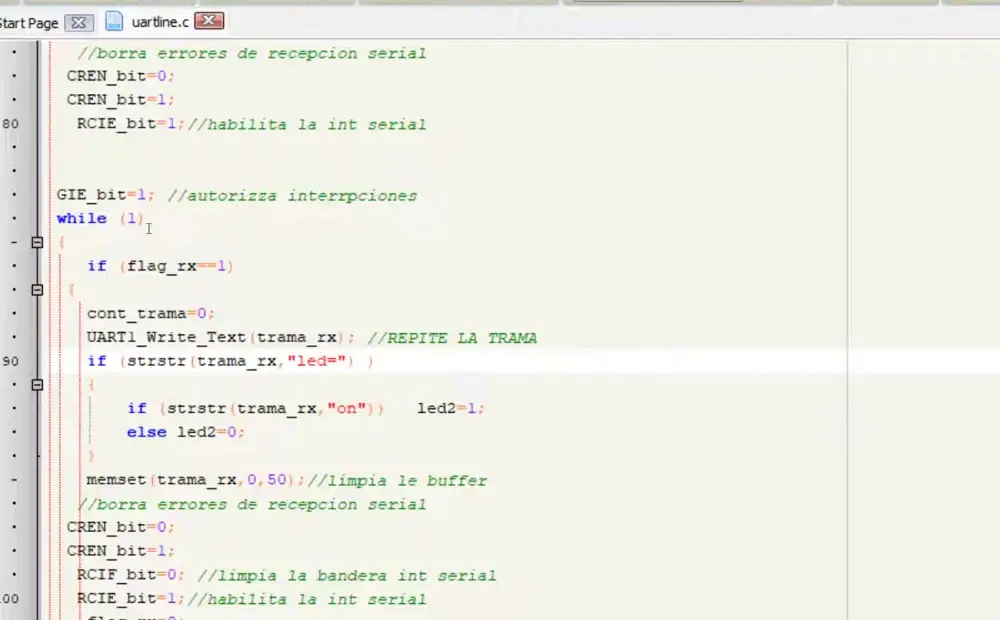 Start Page
uartline.c
//borra errores de recepcion serial
CREN_bit=0;
CREN_bit=1;
80 RCIE_bit=1;//habilita la int serial
GIE_bit=1; //autorizza interrpciones
while (1)
{
if (flag_rx==1)
{
cont_trama=0;
UART1_Write_Text(trama_rx); //REPITE LA TRAMA
90 if (strstr(trama_rx,"led=") )
{
if (strstr(trama_rx,"on")) led2=1;
else led2=0;
}
memset(trama_rx,0,50);//limpia le buffer
//borra errores de recepcion serial
CREN_bit=0;
CREN_bit=1;
RCIF_bit=0; //limpia la bandera int serial
100 RCIE_bit=1;//habilita la int serial